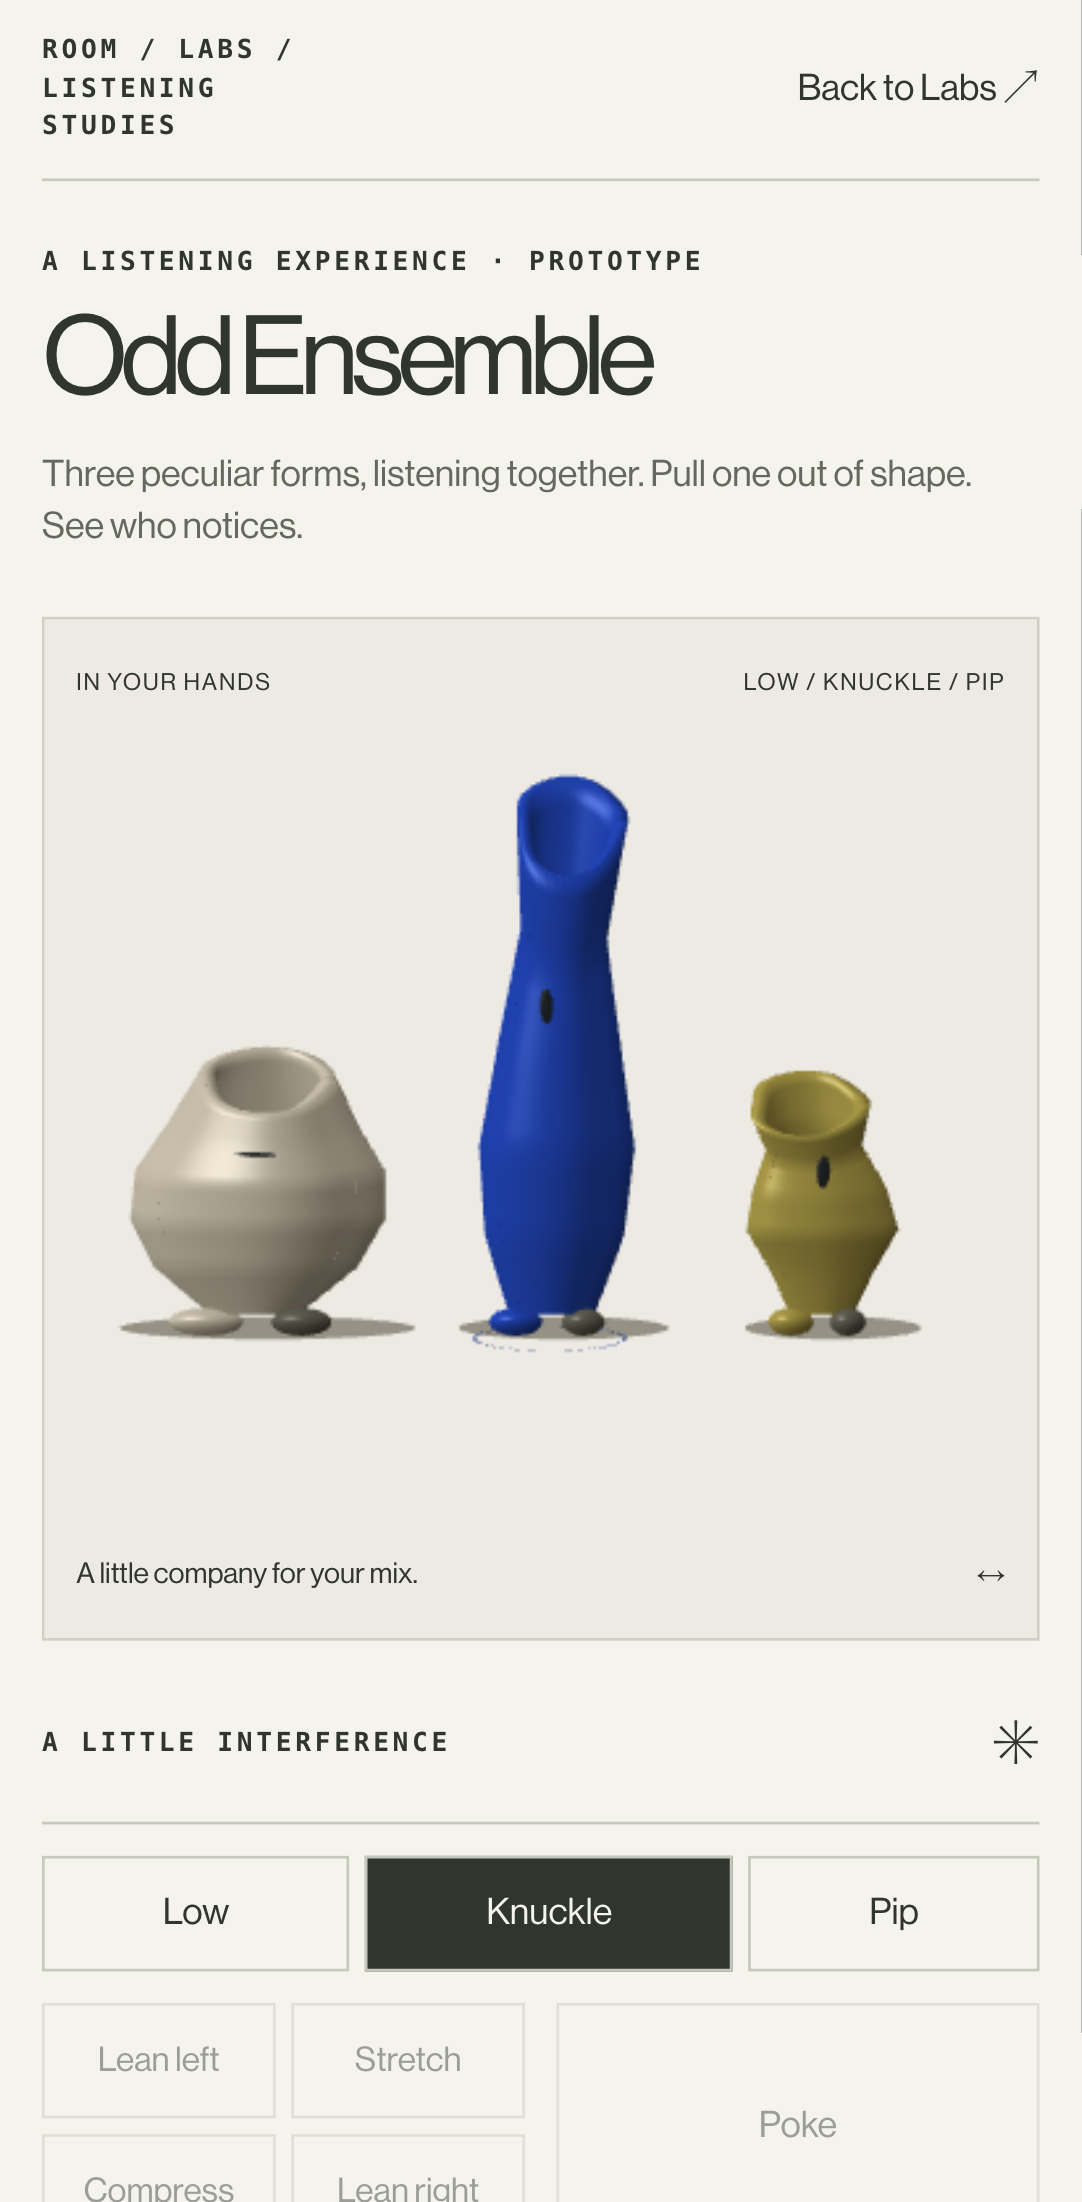 ROOM / LABS /
LISTENING
STUDIES
Back to Labs ↗
A LISTENING EXPERIENCE · PROTOTYPE
Odd Ensemble
Three peculiar forms, listening together. Pull one out of shape.
See who notices.
IN YOUR HANDS
LOW / KNUCKLE / PIP
A little company for your mix.
↔
A LITTLE INTERFERENCE
Low
Knuckle
Pip
Lean left
Stretch
Poke
Compress
Lean right